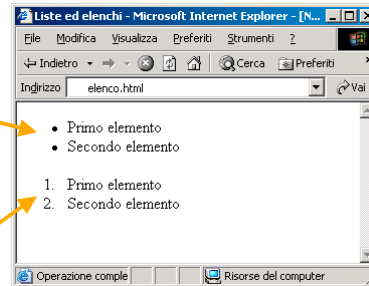 Liste ed elenchi - Microsoft Internet Explorer - [N...
File Modifica Visualizza Preferiti Strumenti ?
Indietro Cerca Preferiti
Indirizzo elenco.html Vai
• Primo elemento
• Secondo elemento
1. Primo elemento
2. Secondo elemento
Operazione comple Risorse del computer